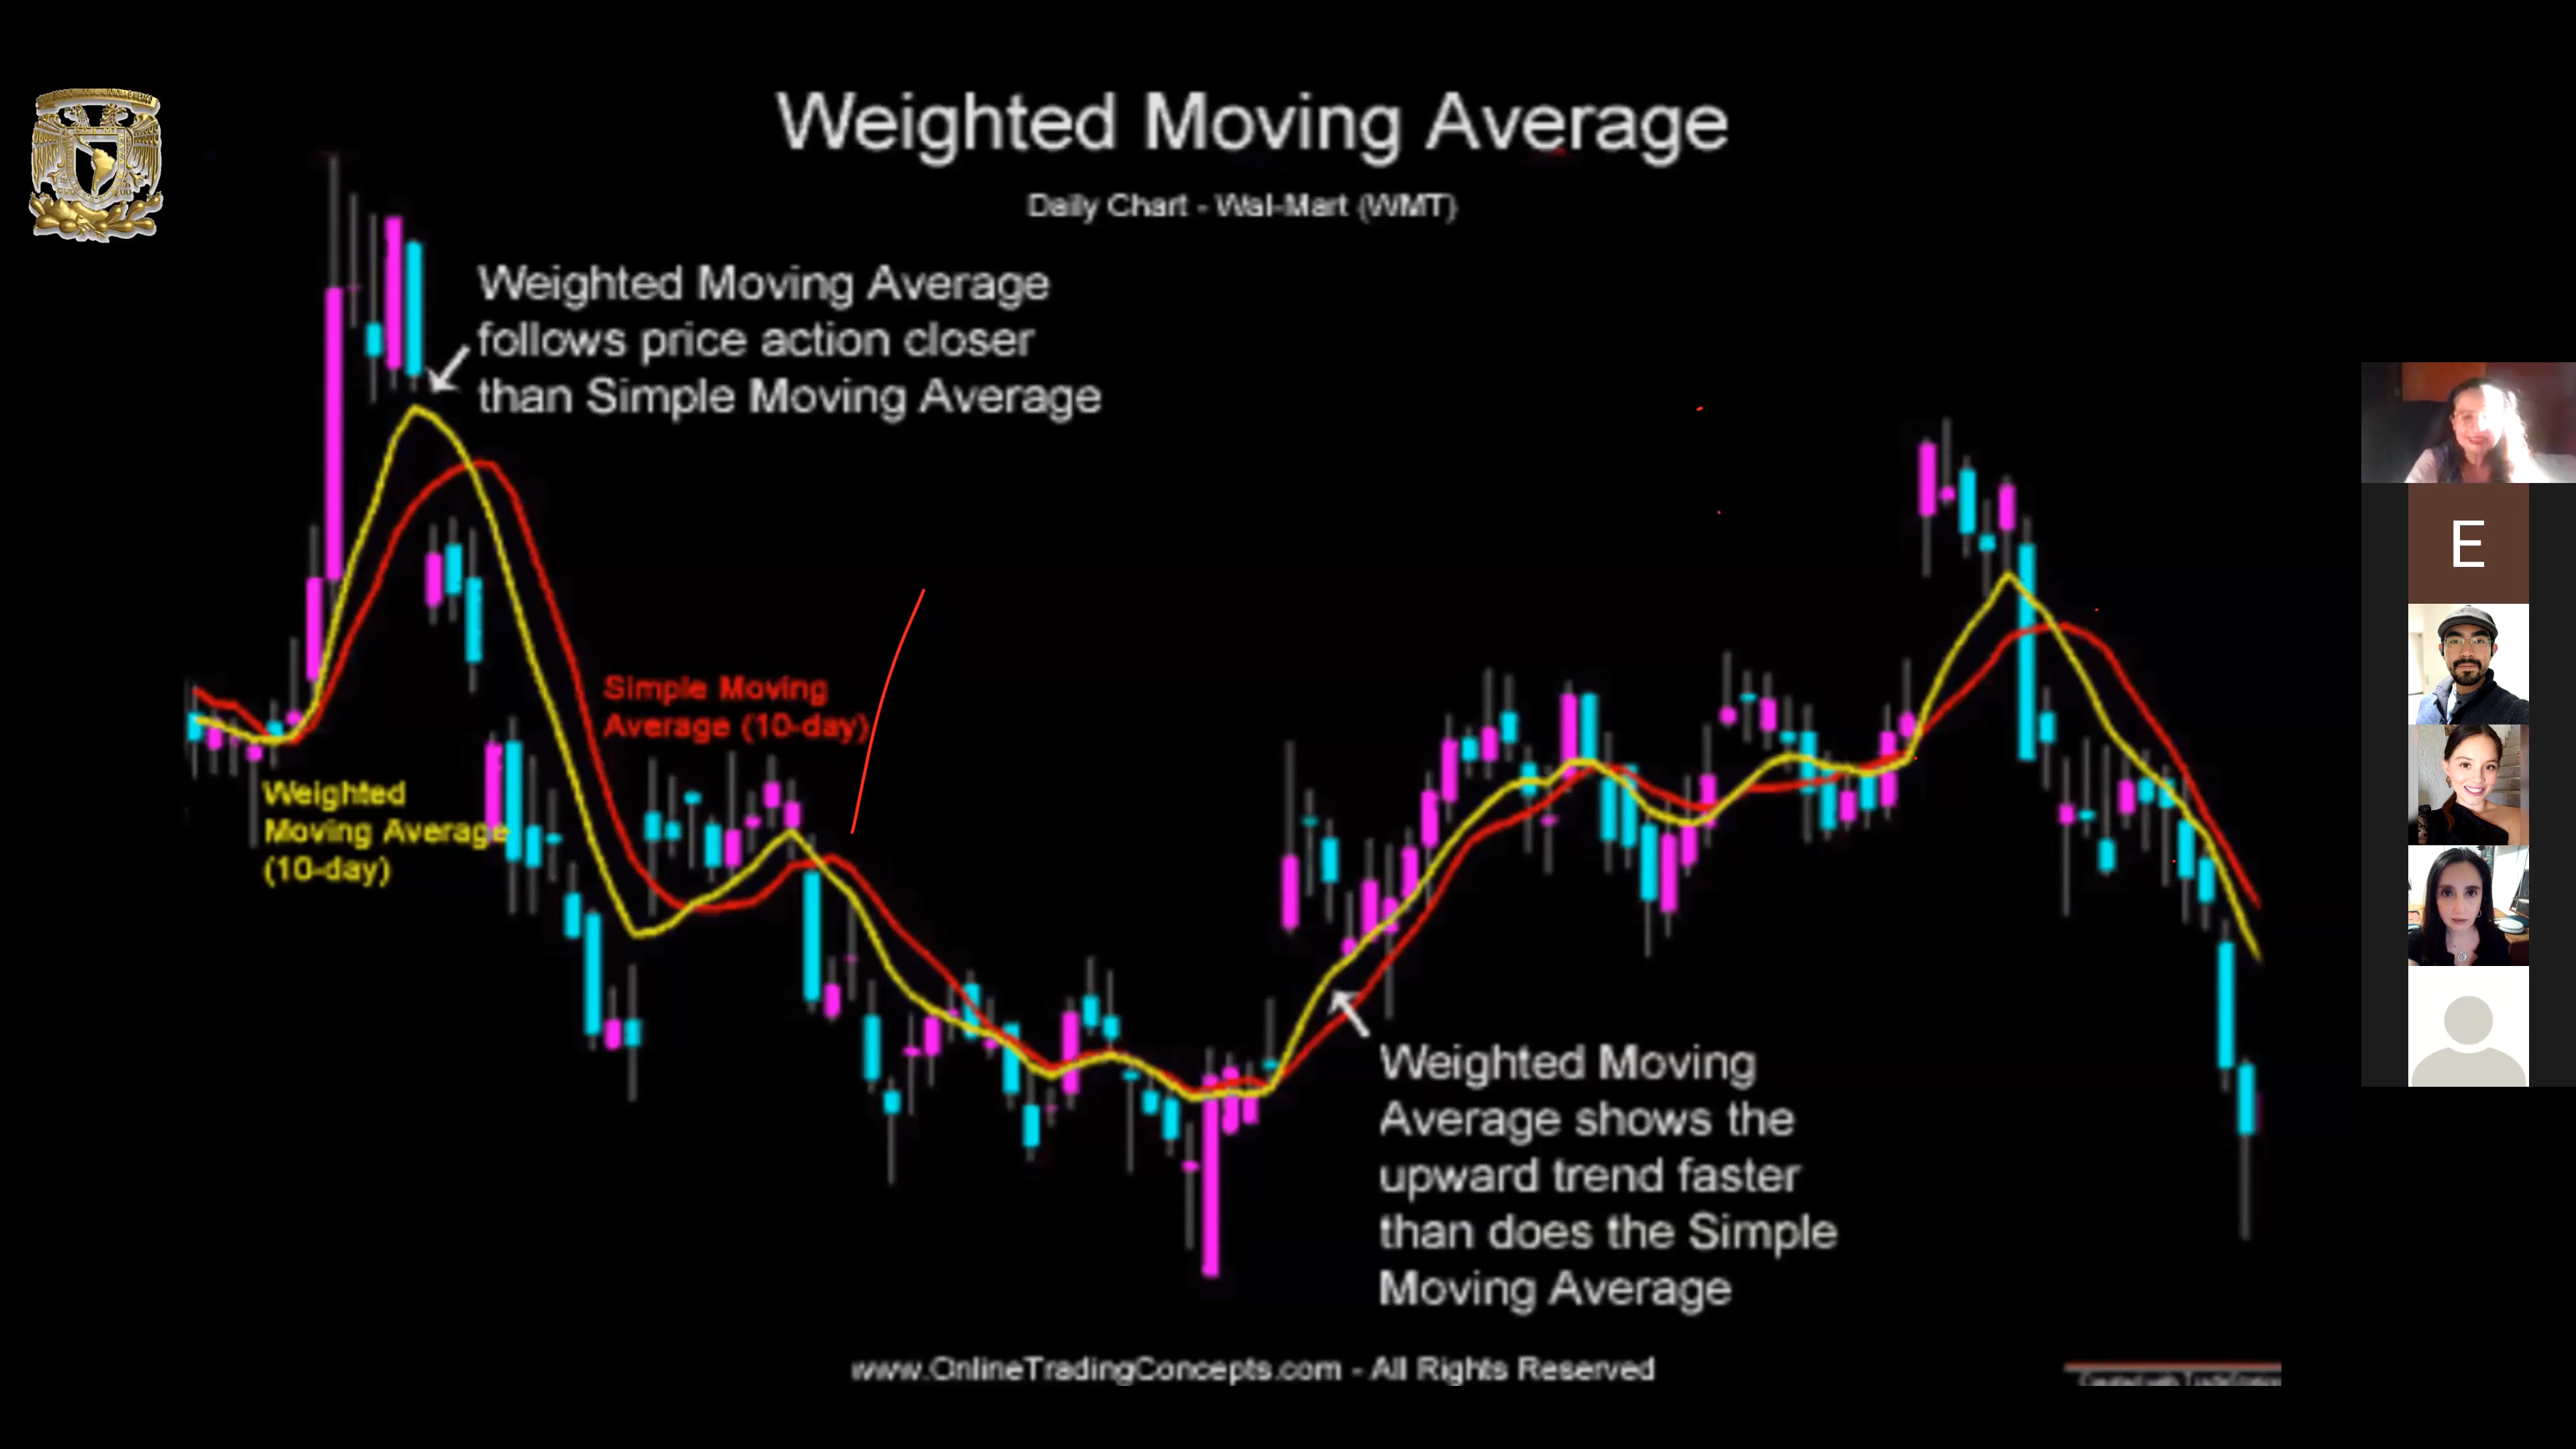 Weighted Moving Average
Daily Chart - Wal-Mart (WMT)
Weighted Moving Average
follows price action closer
than Simple Moving Average
E
Simple Moving
Average (10-day)
Weighted
Moving Average
(10-day)
Weighted Moving
Average shows the
upward trend faster
than does the Simple
Moving Average
www.OnlineTradingConcepts.com - All Rights Reserved